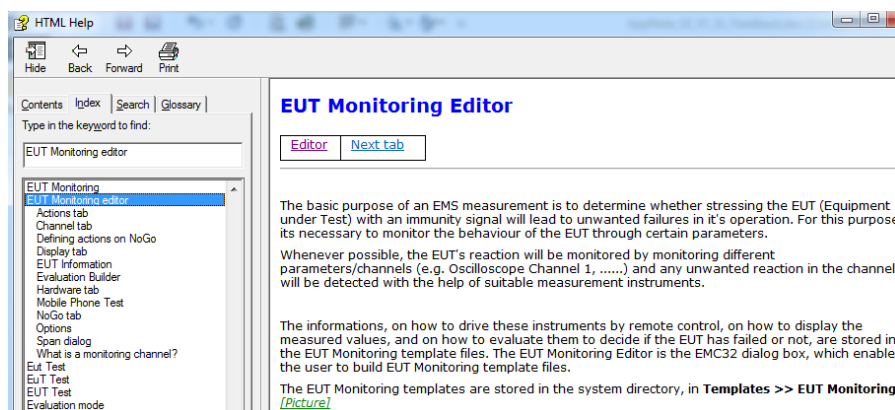 HTML Help
Hide Back Forward Print
Contents Index Search Glossary
Type in the keyword to find:
EUT Monitoring editor
EUT Monitoring
EUT Monitoring editor
Actions tab
Channel tab
Defining actions on NoGo
Display tab
EUT Information
Evaluation Builder
Hardware tab
Mobile Phone Test
NoGo tab
Options
Span dialog
What is a monitoring channel?
Eut Test
EuT Test
EUT Test
Evaluation mode
EUT Monitoring Editor
Editor Next tab
The basic purpose of an EMS measurement is to determine whether stressing the EUT (Equipment
under Test) with an immunity signal will lead to unwanted failures in it's operation. For this purpose
its necessary to monitor the behaviour of the EUT through certain parameters.
Whenever possible, the EUT's reaction will be monitored by monitoring different
parameters/channels (e.g. Oscilloscope Channel 1, ......) and any unwanted reaction in the channel
will be detected with the help of suitable measurement instruments.
The informations, on how to drive these instruments by remote control, on how to display the
measured values, and on how to evaluate them to decide if the EUT has failed or not, are stored in
the EUT Monitoring template files. The EUT Monitoring Editor is the EMC32 dialog box, which enable
the user to build EUT Monitoring template files.
The EUT Monitoring templates are stored in the system directory, in Templates >> EUT Monitoring
[Picture]